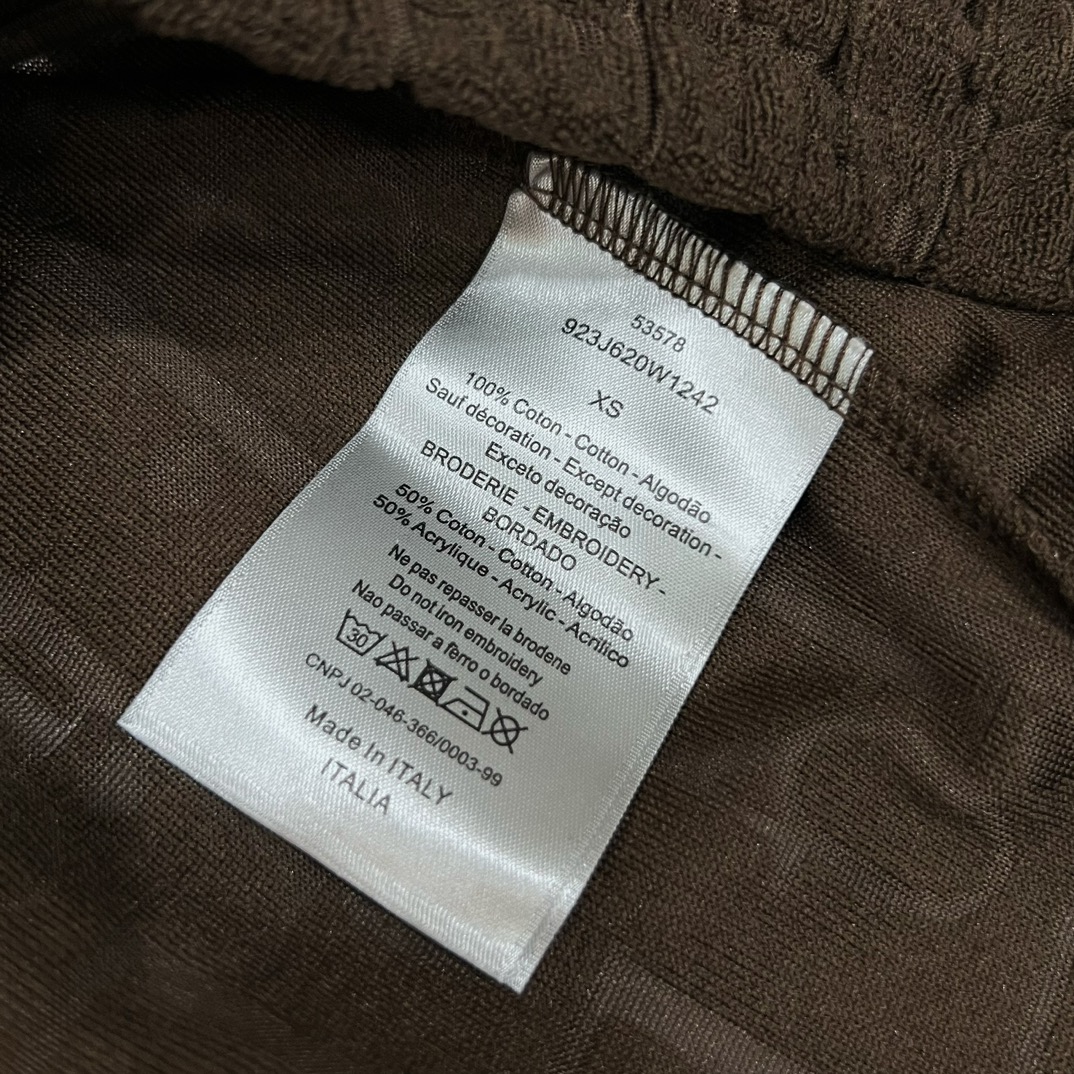 53578
923J620W1242
XS
100% Coton - Cotton - Algodão
Sauf décoration - Except decoration -
Exceto decoração
BRODERIE - EMBROIDERY -
BORDADO
50% Coton - Cotton - Algodão
50% Acrylique - Acrylic - Acrifico
Ne pas repasser la brodene
Do not iron embroidery
Nao passar a ferro o bordado
30
CNPJ 02-046-366/0003-99
Made In ITALY
ITALIA